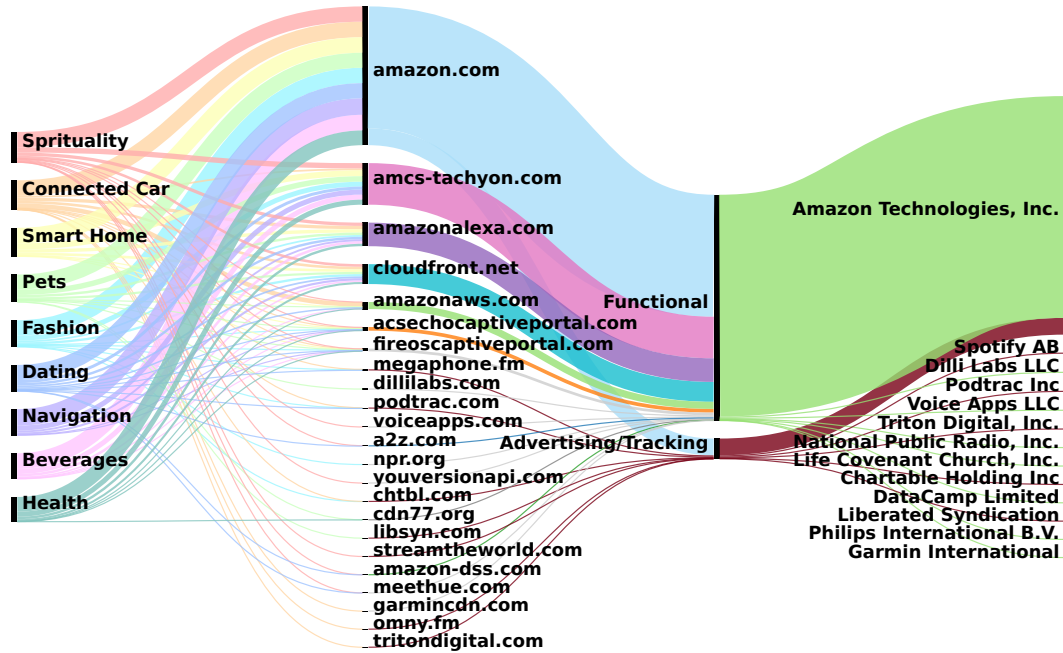 Sprituality
Connected Car
Smart Home
Pets
Fashion
Dating
Navigation
Beverages
Health
amazon.com
amcs-tachyon.com
amazonalexa.com
cloudfront.net
amazonaws.com
acsechocaptiveportal.com
fireoscaptiveportal.com
megaphone.fm
dillilabs.com
podtrac.com
voiceapps.com
a2z.com
npr.org
youversionapi.com
chtbl.com
cdn77.org
libsyn.com
streamtheworld.com
amazon-dss.com
meethue.com
garmincdn.com
omny.fm
tritondigital.com
Functional
Advertising/Tracking
Amazon Technologies, Inc.
Spotify AB
Dilli Labs LLC
Podtrac Inc
Voice Apps LLC
Triton Digital, Inc.
National Public Radio, Inc.
Life Covenant Church, Inc.
Chartable Holding Inc
DataCamp Limited
Liberated Syndication
Philips International B.V.
Garmin International